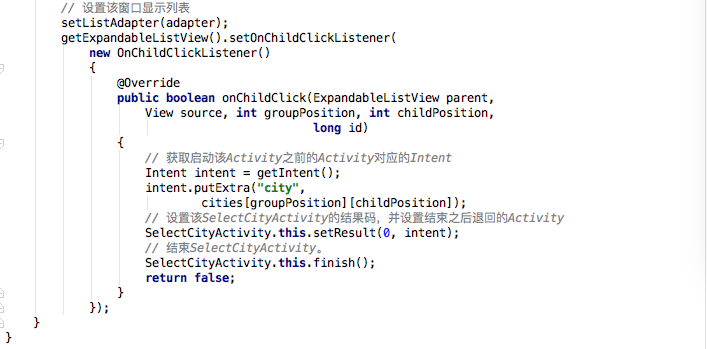 // 设置该窗口显示列表
setListAdapter(adapter);
getExpandableListView().setOnChildClickListener(
new OnChildClickListener()
{
@Override
public boolean onChildClick(ExpandableListView parent,
View source, int groupPosition, int childPosition,
long id)
{
// 获取启动该Activity之前的Activity对应的Intent
Intent intent = getIntent();
intent.putExtra("city",
cities[groupPosition][childPosition]);
// 设置该SelectCityActivity的结果码，并设置结束之后退回的Activity
SelectCityActivity.this.setResult(0, intent);
// 结束SelectCityActivity。
SelectCityActivity.this.finish();
return false;
}
});
}
}